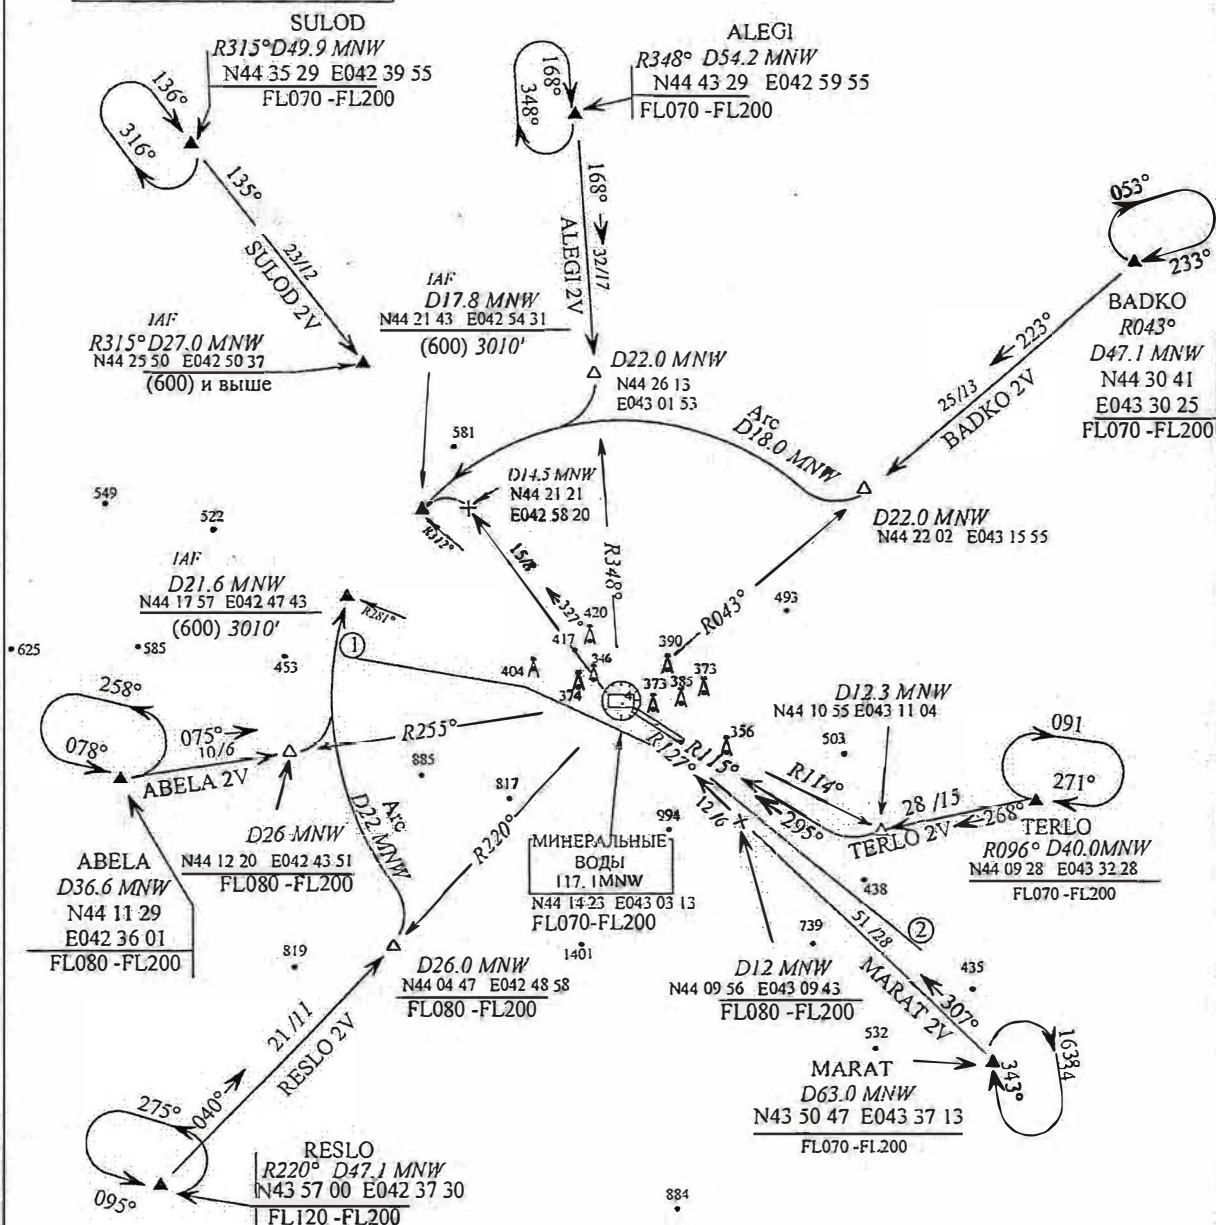 SULOD
R315° D49.9 MNW
N44 35 29 E042 39 55
FL070 -FL200
136°
316°
135°
23/12
SULOD 2V
ALEGI
R348° D54.2 MNW
N44 43 29 E042 59 55
FL070 -FL200
168°
348°
168°
32/17
ALEGI 2V
053°
233°
BADKO
R043°
D47.1 MNW
N44 30 41
E043 30 25
FL070 -FL200
223°
25/13
BADKO 2V
IAF
D17.8 MNW
N44 21 43 E042 54 31
(600) 3010'
IAF
R315° D27.0 MNW
N44 25 50 E042 50 37
(600) и выше
D22.0 MNW
N44 26 13
E043 01 53
Arc
D18.0 MNW
581
D14.5 MNW
N44 21 21
E042 58 20
R312°
549
522
D22.0 MNW
N44 22 02 E043 15 55
15/8
327°
R348°
R043°
493
IAF
D21.6 MNW
N44 17 57 E042 47 43
(600) 3010'
R281°
1
625
585
453
420
417
346
404
374
390
373
385
373
356
503
D12.3 MNW
N44 10 55 E043 11 04
258°
078°
075°
10/6
ABELA 2V
R255°
885
817
R127°
R115°
R114°
295°
12/6
091
271°
28 /15
268°
TERLO 2V
TERLO
R096° D40.0MNW
N44 09 28 E043 32 28
FL070 -FL200
Arc
D22 MNW
R220°
994
МИНЕРАЛЬНЫЕ
ВОДЫ
117.1MNW
N44 14 23 E043 03 13
FL070-FL200
D26 MNW
N44 12 20 E042 43 51
FL080 -FL200
ABELA
D36.6 MNW
N44 11 29
E042 36 01
FL080 -FL200
438
819
1401
739
2
51 /28
435
D26.0 MNW
N44 04 47 E042 48 58
FL080 -FL200
D12 MNW
N44 09 56 E043 09 43
FL080 -FL200
MARAT 2V
307°
532
21 /11
RESLO 2V
040°
MARAT
D63.0 MNW
N43 50 47 E043 37 13
FL070 -FL200
343°
275°
095°
RESLO
R220° D47.1 MNW
N43 57 00 E042 37 30
FL120 -FL200
884